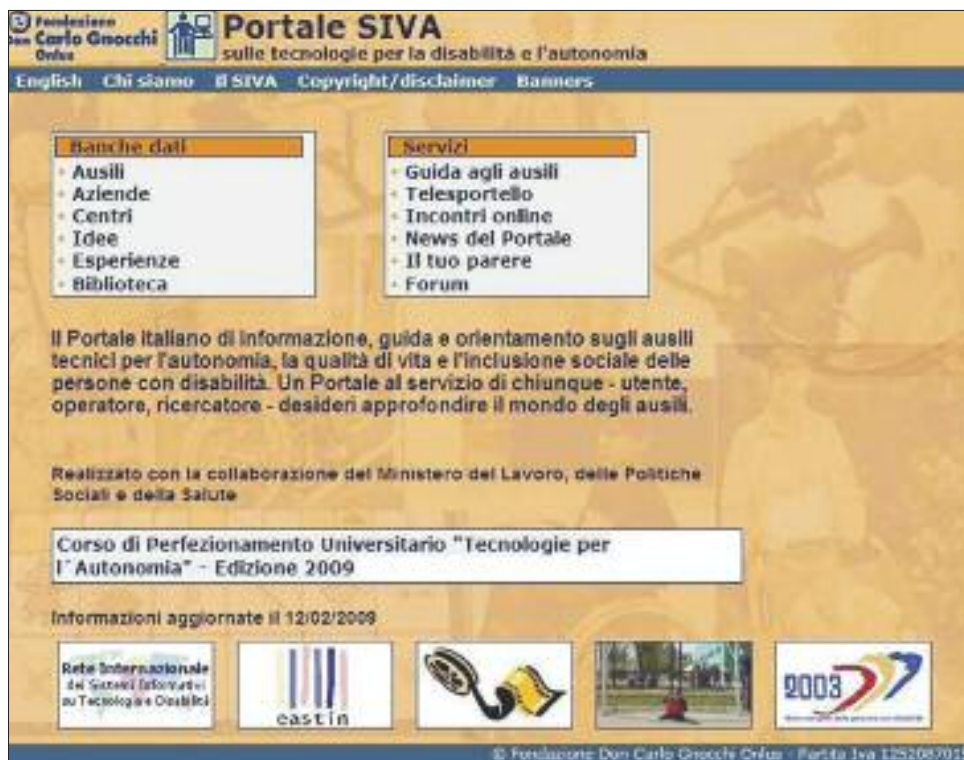 Fondazione
Don Carlo Gnocchi
Onlus
Portale SIVA
sulle tecnologie per la disabilità e l'autonomia
English Chi siamo Il SIVA Copyright/disclaimer Banners
Banche dati
Ausili
Aziende
Centri
Idee
Esperienze
Biblioteca
Servizi
Guida agli ausili
Telesportello
Incontri online
News del Portale
Il tuo parere
Forum
Il Portale italiano di informazione, guida e orientamento sugli ausili
tecnici per l'autonomia, la qualità di vita e l'inclusione sociale delle
persone con disabilità. Un Portale al servizio di chiunque - utente,
operatore, ricercatore - desideri approfondire il mondo degli ausili.
Realizzato con la collaborazione del Ministero del Lavoro, delle Politiche
Sociali e della Salute
Corso di Perfezionamento Universitario "Tecnologie per
l´Autonomia" - Edizione 2009
Informazioni aggiornate il 12/02/2009
Rete Internazionale
dei Sistemi Informativi
su Tecnologia e Disabilità
eastin
2003
© Fondazione Don Carlo Gnocchi Onlus - Partita Iva